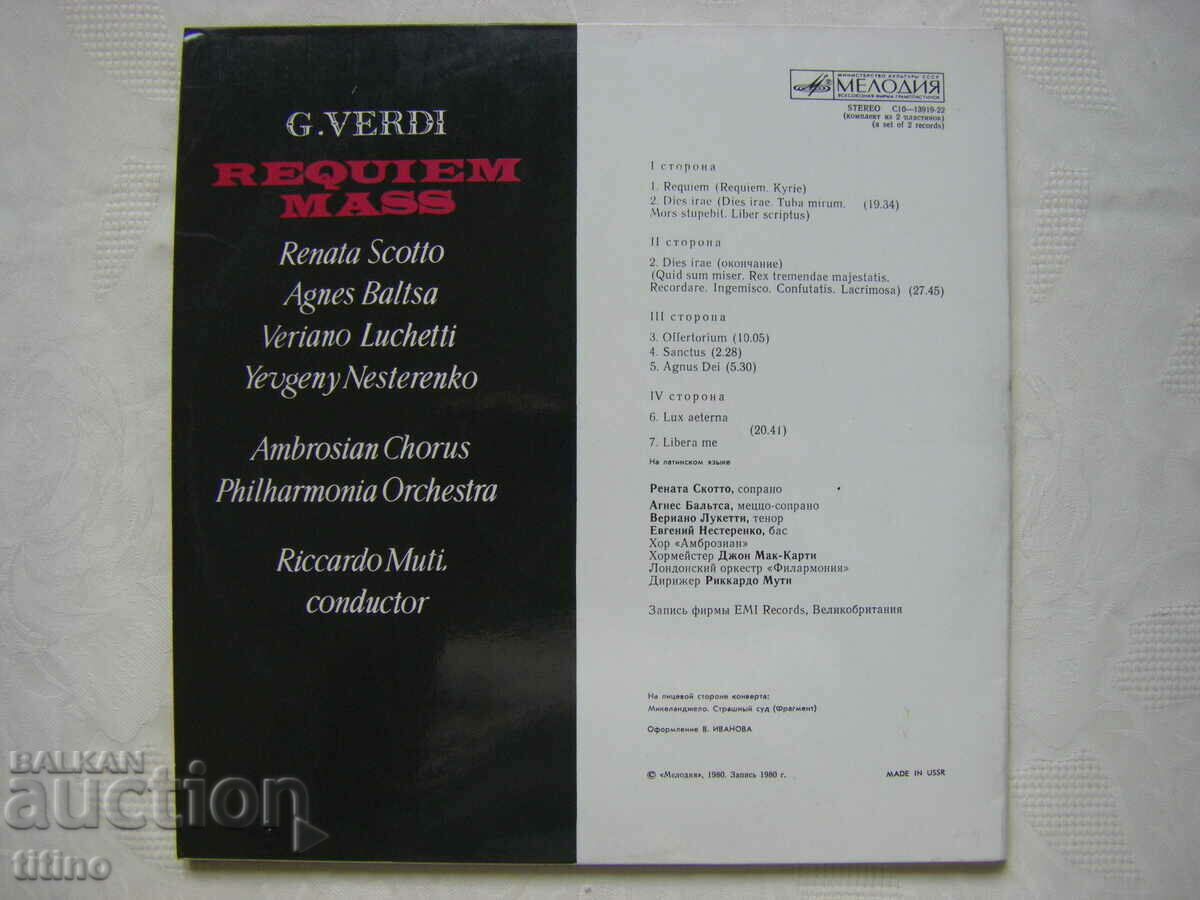 G. VERDI
REQUIEM
MASS
Renata Scotto
Agnes Baltsa
Veriano Luchetti
Yevgeny Nesterenko
Ambrosian Chorus
Philharmonia Orchestra
Riccardo Muti,
conductor
МИНИСТЕРСТВО КУЛЬТУРЫ СССР
МЕЛОДИЯ
ВСЕСОЮЗНАЯ ФИРМА ГРАМПЛАСТИНОК
STEREO С10—13919-22
(комплект из 2 пластинок)
(a set of 2 records)
I сторона
1. Requiem (Requiem. Kyrie)
2. Dies irae (Dies irae. Tuba mirum. (19.34)
Mors stupebit. Liber scriptus)
II сторона
2. Dies irae (окончание)
(Quid sum miser. Rex tremendae majestatis.
Recordare. Ingemisco. Confutatis. Lacrimosa) (27.45)
III сторона
3. Offertorium (10.05)
4. Sanctus (2.28)
5. Agnus Dei (5.30)
IV сторона
6. Lux aeterna
(20.41)
7. Libera me
На латинском языке
Рената Скотто, сопрано
Агнес Бальтса, меццо-сопрано
Вериано Лукетти, тенор
Евгений Нестеренко, бас
Хор «Амброзиан»
Хормейстер Джон Мак-Карти
Лондонский оркестр «Филармония»
Дирижер Риккардо Мути
Запись фирмы EMI Records, Великобритания
На лицевой стороне конверта:
Микеланджело. Страшный суд (Фрагмент)
Оформление В. ИВАНОВА
© «Мелодия», 1980. Запись 1980 г.
MADE IN USSR
BALKAN
auction
titino